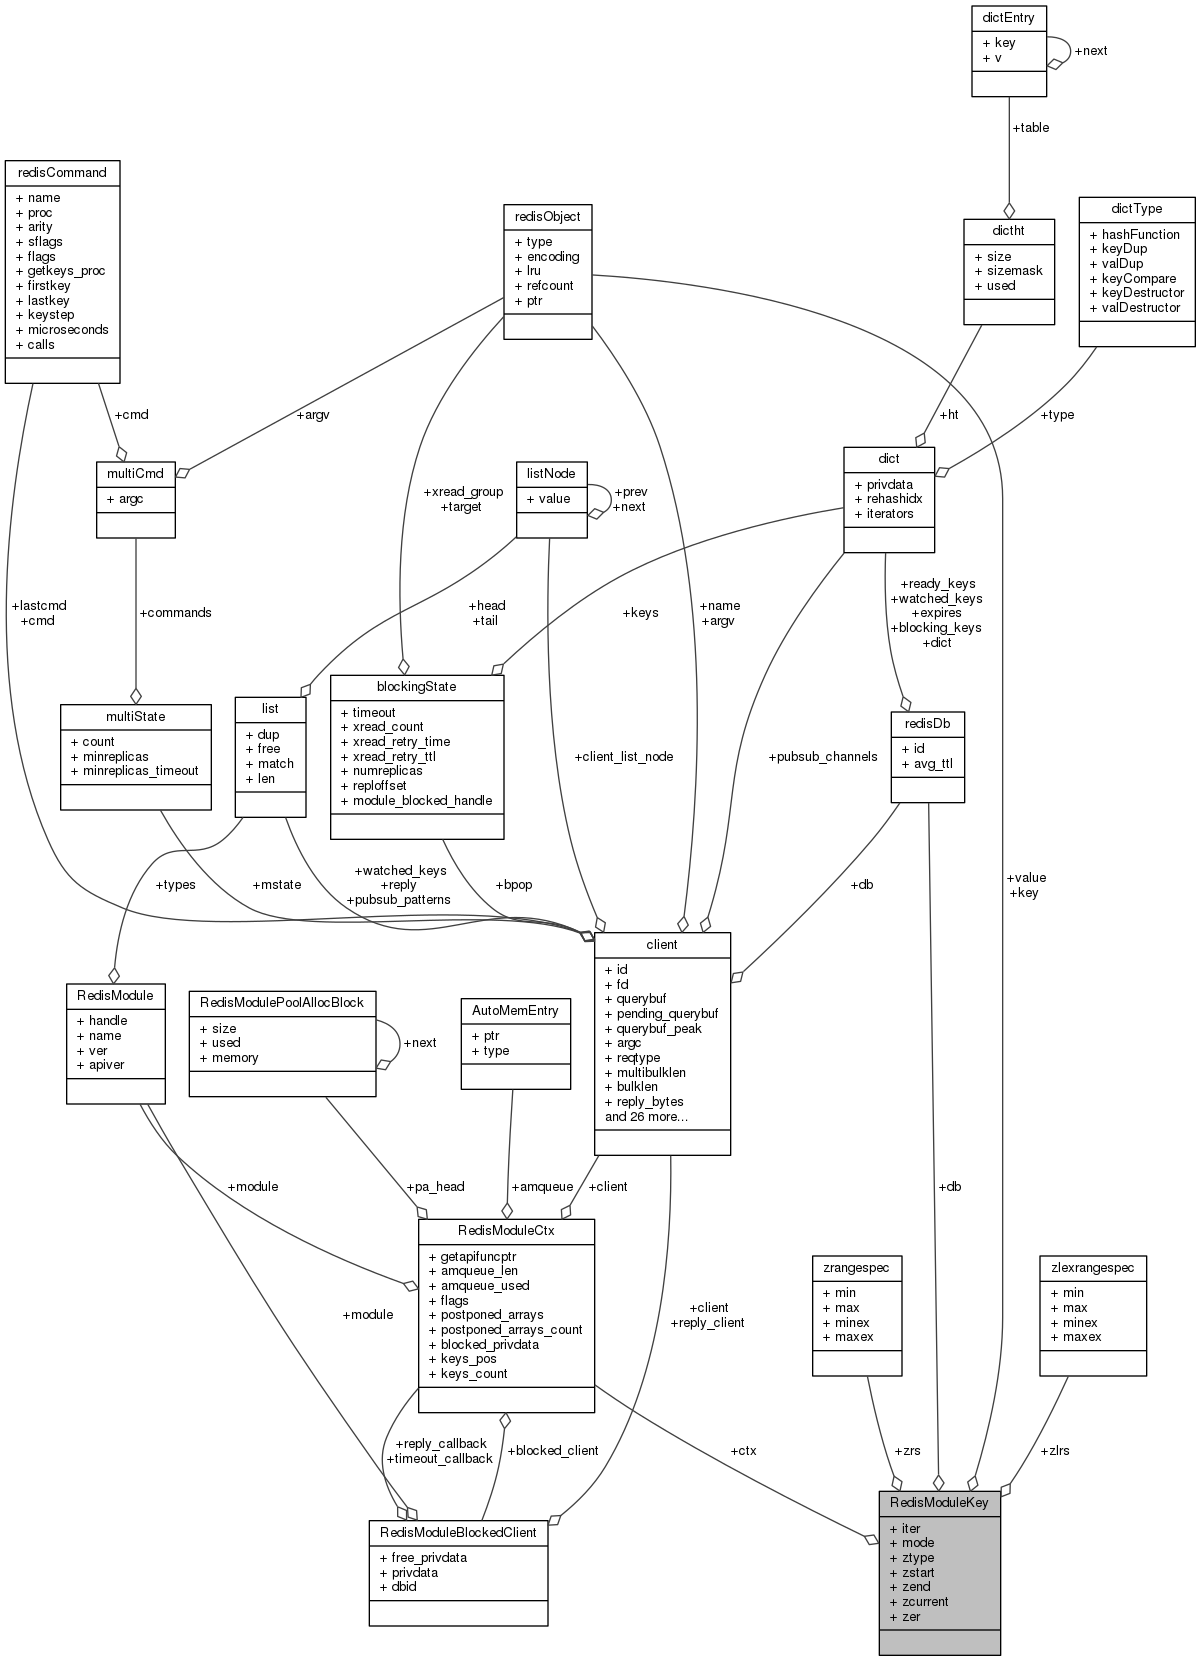 dictEntry
+ key
+ v
+next
+table
redisCommand
+ name
+ proc
+ arity
+ sflags
+ flags
+ getkeys_proc
+ firstkey
+ lastkey
+ keystep
+ microseconds
+ calls
redisObject
+ type
+ encoding
+ lru
+ refcount
+ ptr
dictht
+ size
+ sizemask
+ used
dictType
+ hashFunction
+ keyDup
+ valDup
+ keyCompare
+ keyDestructor
+ valDestructor
+cmd
+argv
+ht
+type
multiCmd
+ argc
+xread_group
+target
listNode
+ value
+prev
+next
dict
+ privdata
+ rehashidx
+ iterators
+lastcmd
+cmd
+commands
+head
+tail
+keys
+name
+argv
+ready_keys
+watched_keys
+expires
+blocking_keys
+dict
multiState
+ count
+ minreplicas
+ minreplicas_timeout
list
+ dup
+ free
+ match
+ len
blockingState
+ timeout
+ xread_count
+ xread_retry_time
+ xread_retry_ttl
+ numreplicas
+ reploffset
+ module_blocked_handle
+client_list_node
+pubsub_channels
redisDb
+ id
+ avg_ttl
+types
+mstate
+watched_keys
+reply
+pubsub_patterns
+bpop
+db
+value
+key
RedisModule
+ handle
+ name
+ ver
+ apiver
RedisModulePoolAllocBlock
+ size
+ used
+ memory
+next
AutoMemEntry
+ ptr
+ type
client
+ id
+ fd
+ querybuf
+ pending_querybuf
+ querybuf_peak
+ argc
+ reqtype
+ multibulklen
+ bulklen
+ reply_bytes
and 26 more...
+module
+pa_head
+amqueue
+client
+db
RedisModuleCtx
+ getapifuncptr
+ amqueue_len
+ amqueue_used
+ flags
+ postponed_arrays
+ postponed_arrays_count
+ blocked_privdata
+ keys_pos
+ keys_count
+module
+client
+reply_client
zrangespec
+ min
+ max
+ minex
+ maxex
zlexrangespec
+ min
+ max
+ minex
+ maxex
+reply_callback
+timeout_callback
+blocked_client
+ctx
+zrs
+zlrs
RedisModuleBlockedClient
+ free_privdata
+ privdata
+ dbid
RedisModuleKey
+ iter
+ mode
+ ztype
+ zstart
+ zend
+ zcurrent
+ zer